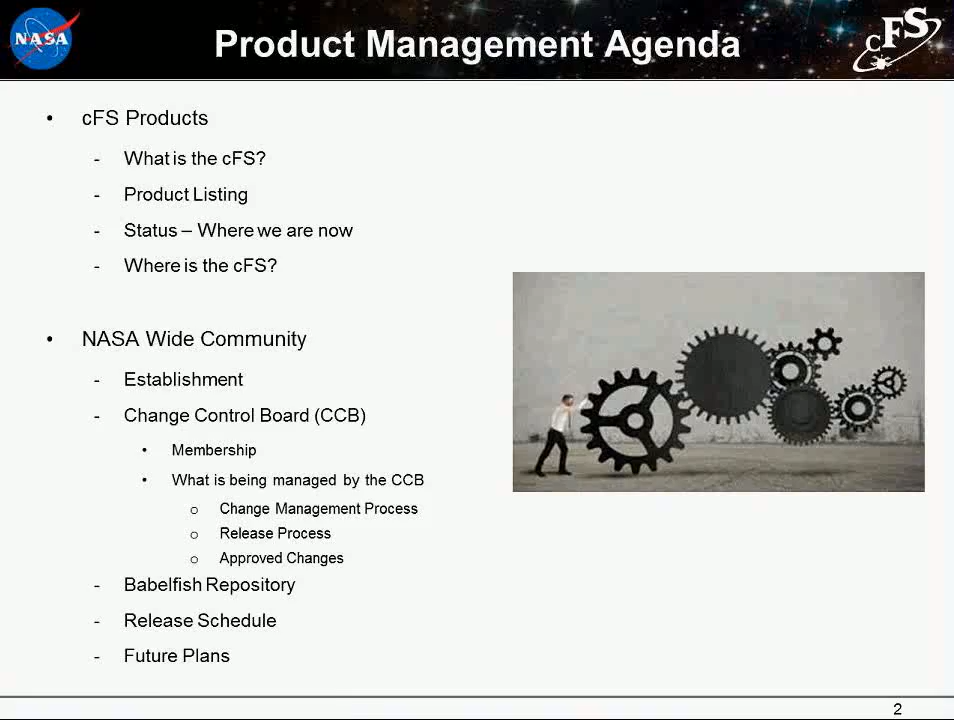 NASA
Product Management Agenda
cFS
• cFS Products
- What is the cFS?
- Product Listing
- Status – Where we are now
- Where is the cFS?
• NASA Wide Community
- Establishment
- Change Control Board (CCB)
• Membership
• What is being managed by the CCB
o Change Management Process
o Release Process
o Approved Changes
- Babelfish Repository
- Release Schedule
- Future Plans
2